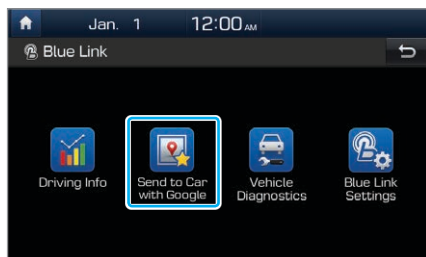 Jan. 1 12:00 AM
Blue Link
Driving Info
Send to Car
with Google
Vehicle
Diagnostics
Blue Link
Settings